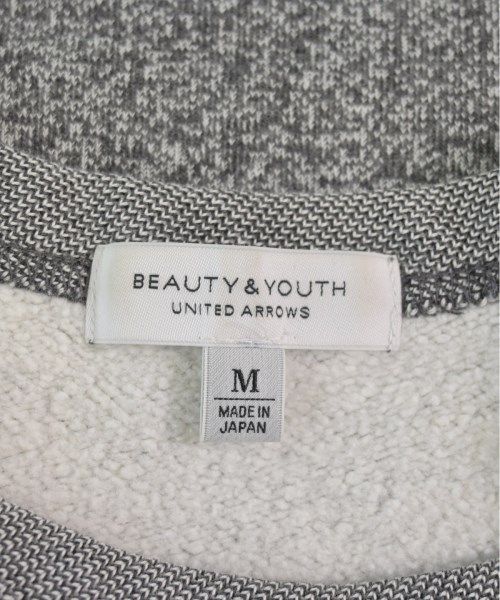 BEAUTY & YOUTH
UNITED ARROWS
M
MADE IN
JAPAN